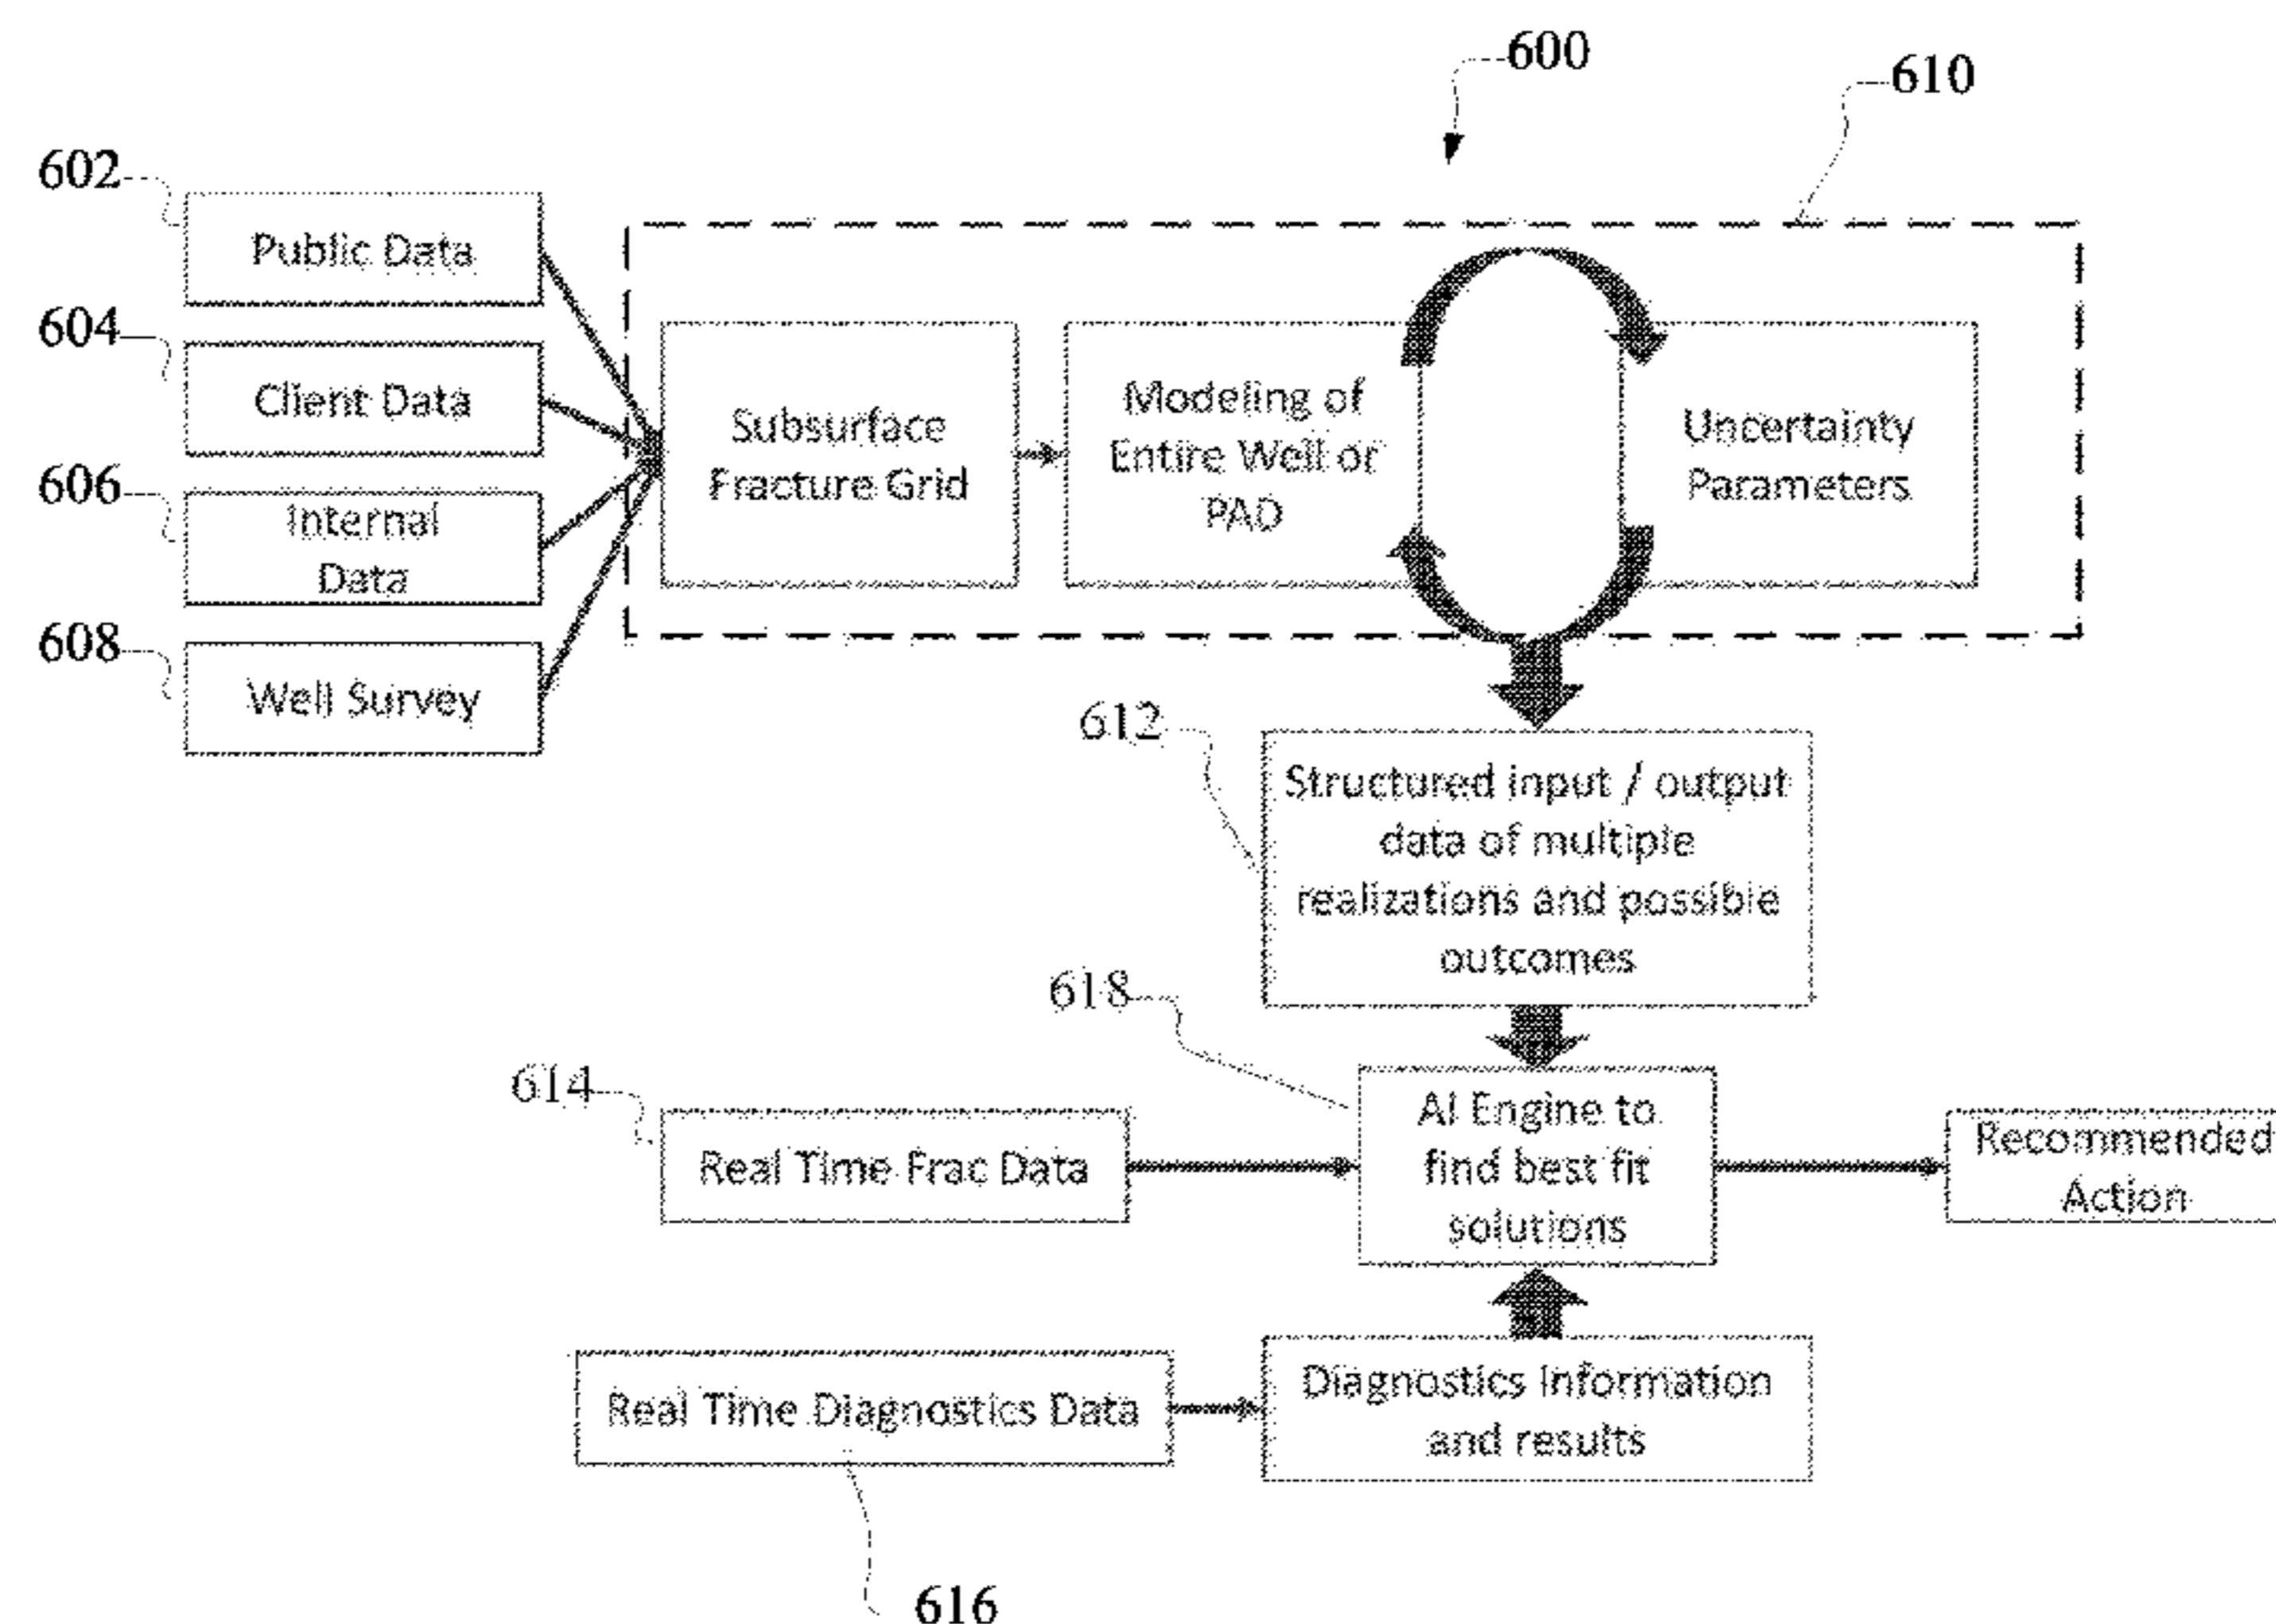 600
610
602
Public Data
604
Client Data
606
Internal
Data
608
Well Survey
Subsurface
Fracture Grid
Modeling of
Entire Well or
PAD
Uncertainty
Parameters
612
Structured input / output
data of multiple
realizations and possible
outcomes
618
614
Real Time Frac Data
AI Engine to
find best fit
solutions
Recommended
Action
Real Time Diagnostics Data
Diagnostics Information
and results
616